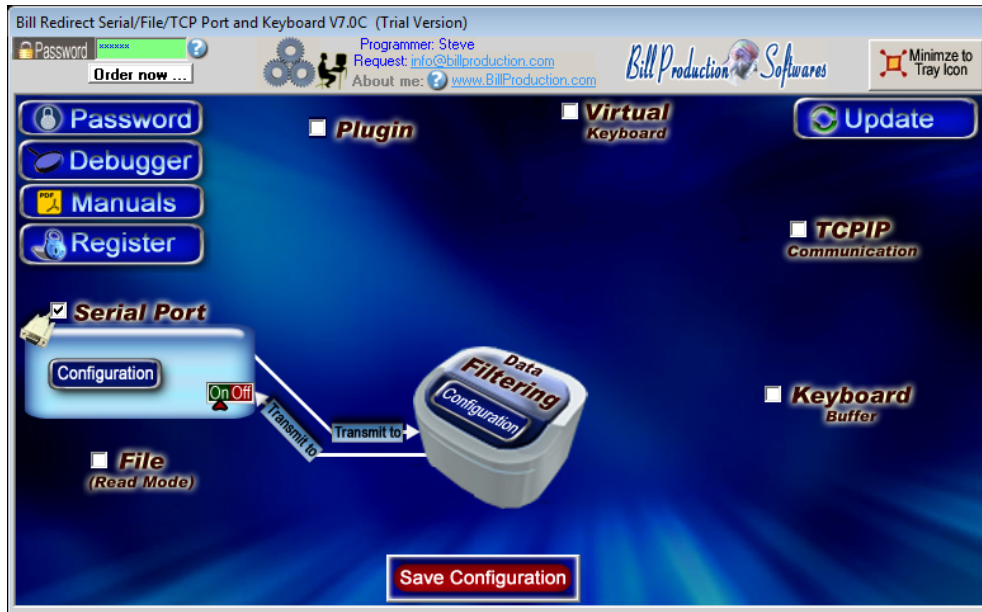 Bill Redirect Serial/File/TCP Port and Keyboard V7.0C (Trial Version)
Password xxxxxx
Order now ...
Programmer: Steve
Request: info@billproduction.com
About me: www.BillProduction.com
Bill Production Softwares
Minimze to
Tray Icon
Password
Debugger
PDF
Manuals
Register
Plugin
Virtual
Keyboard
Update
TCPIP
Communication
Serial Port
Configuration
On Off
Transmit to
Transmit to
Data
Filtering
Configuration
Keyboard
Buffer
File
(Read Mode)
Save Configuration